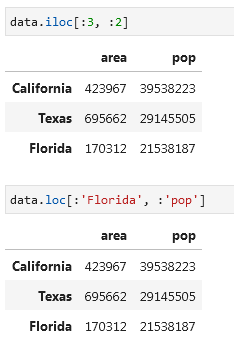 data.iloc[:3, :2]
area pop
California 423967 39538223
Texas 695662 29145505
Florida 170312 21538187
data.loc[:'Florida', :'pop']
area pop
California 423967 39538223
Texas 695662 29145505
Florida 170312 21538187